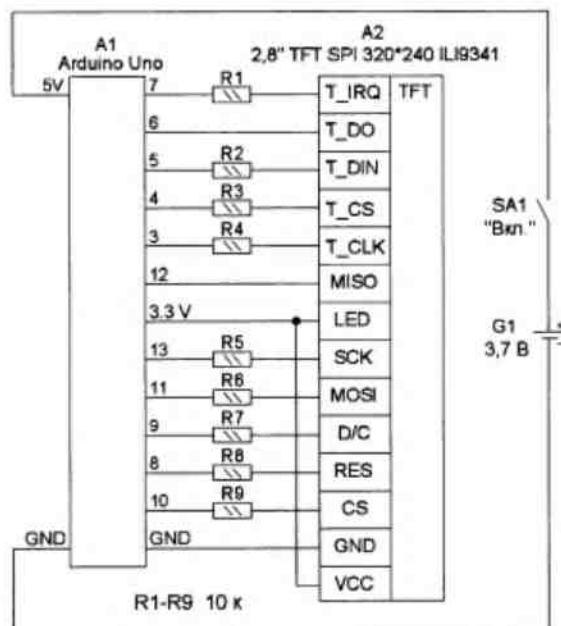 A1
Arduino Uno
A2
2,8" TFT SPI 320*240 ILI9341
5V
7
R1
T_IRQ
TFT
6
T_DO
5
R2
T_DIN
4
R3
T_CS
3
R4
T_CLK
12
MISO
3.3 V
LED
13
R5
SCK
11
R6
MOSI
9
R7
D/C
8
R8
RES
10
R9
CS
GND
GND
GND
VCC
SA1
"Вкл."
G1
3,7 В
+
R1-R9 10 к